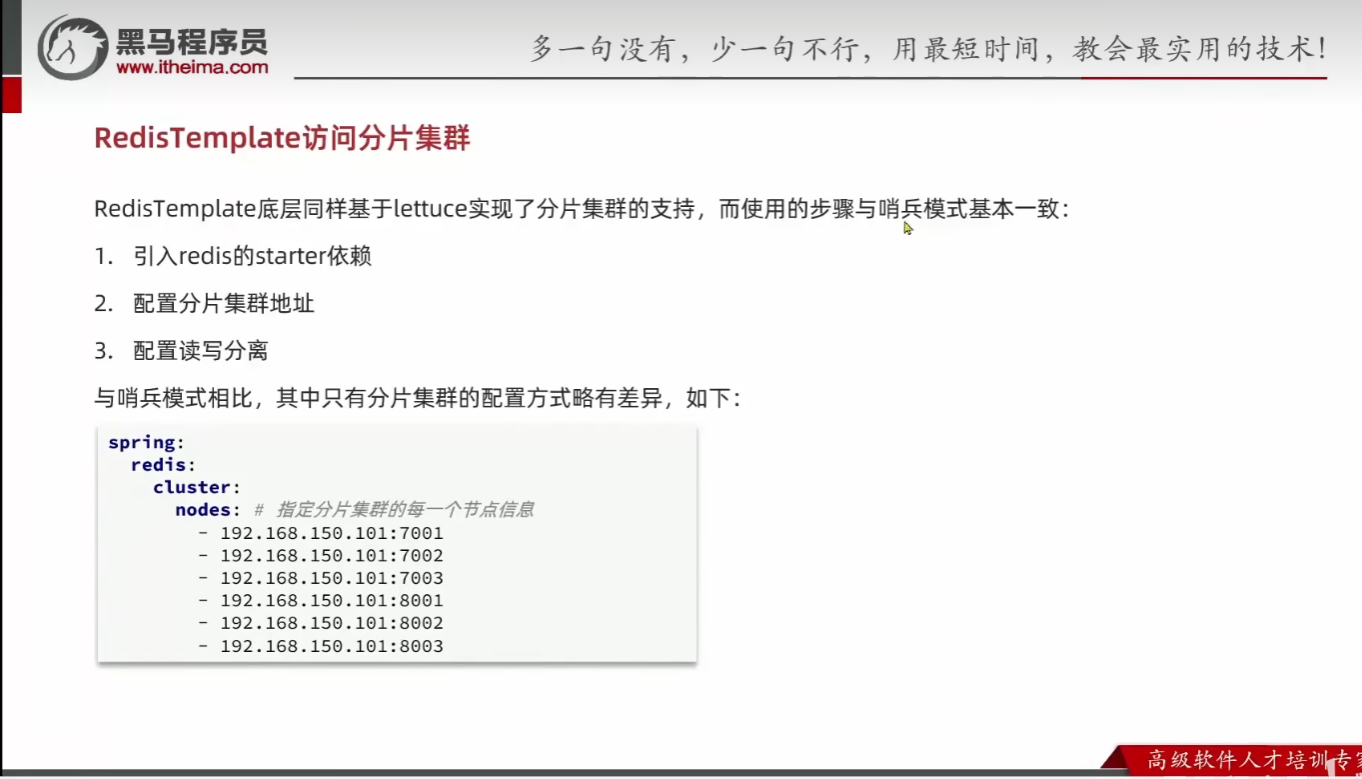 黑马程序员
www.itheima.com
多一句没有，少一句不行，用最短时间，教会最实用的技术！
RedisTemplate访问分片集群
RedisTemplate底层同样基于lettuce实现了分片集群的支持，而使用的步骤与哨兵模式基本一致：
1. 引入redis的starter依赖
2. 配置分片集群地址
3. 配置读写分离
与哨兵模式相比，其中只有分片集群的配置方式略有差异，如下：
spring:
  redis:
    cluster:
      nodes: # 指定分片集群的每一个节点信息
        - 192.168.150.101:7001
        - 192.168.150.101:7002
        - 192.168.150.101:7003
        - 192.168.150.101:8001
        - 192.168.150.101:8002
        - 192.168.150.101:8003
高级软件人才培训专家